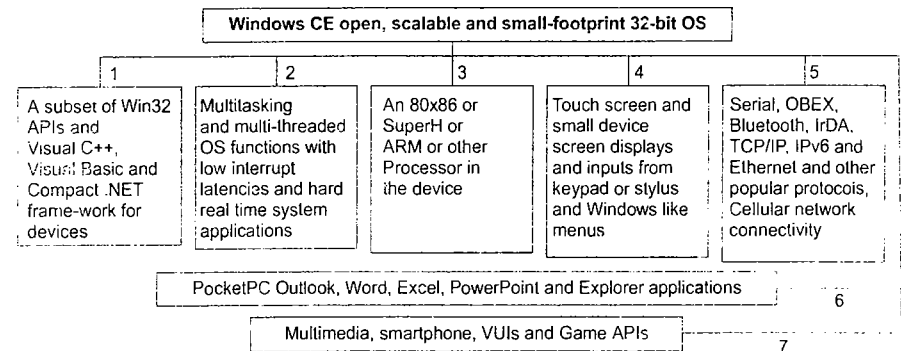 Windows CE open, scalable and small-footprint 32-bit OS
1
A subset of Win32
APIs and
Visual C++,
Visual Basic and
Compact .NET
frame-work for
devices
2
Multilasking
and multi-threaded
OS functions with
low interrupt
latencies and hard
real time system
applications
3
An 80x86 or
SuperH or
ARM or other
Processor in
the device
4
Touch screen and
small device
screen displays
and inputs from
keypad or stylus
and Windows like
menus
5
Serial, OBEX,
Bluetooth, IrDA,
TCP/IP, IPv6 and
Ethernet and other
popular protocois,
Cellular network
connectivity
PocketPC Outlook, Word, Excel, PowerPoint and Explorer applications
6
Multimedia, smartphone, VUIs and Game APIs
7